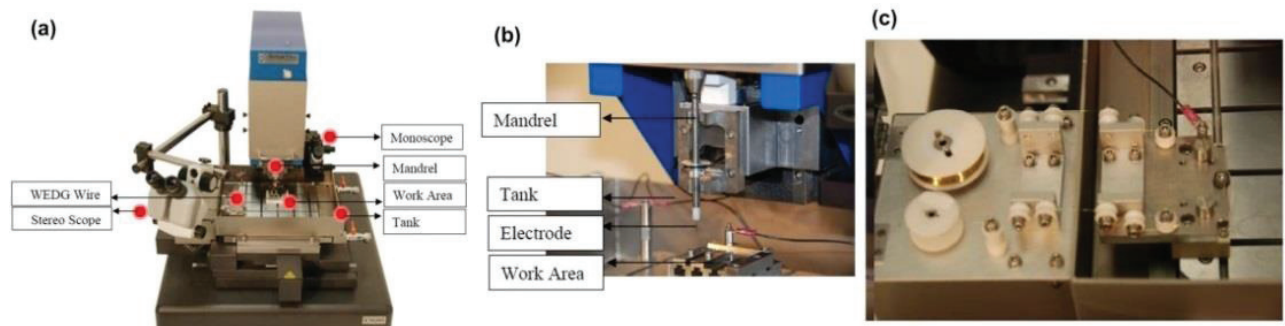 (a)
Monoscope
Mandrel
WEDG Wire
Work Area
Stereo Scope
Tank
(b)
Mandrel
Tank
Electrode
Work Area
(c)